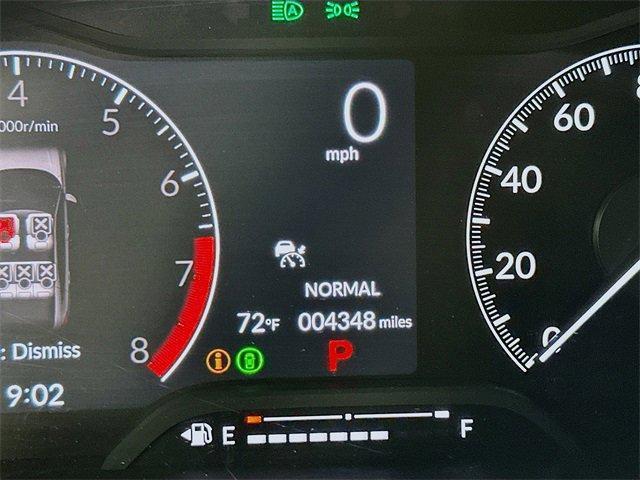 A
0
mph
4
5
6
7
8
000r/min
: Dismiss
9:02
NORMAL
72°F 004348 miles
i
P
60
40
20
0
E F